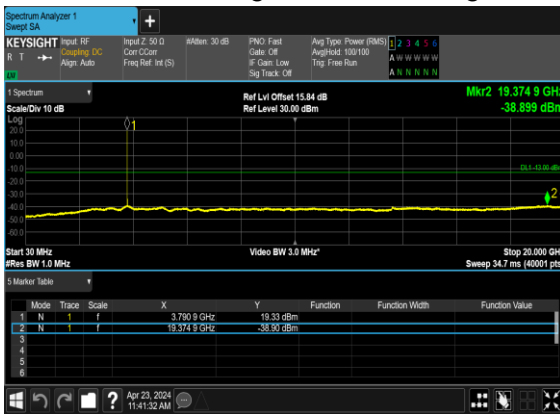 Spectrum Analyzer 1
Swept SA
KEYSIGHT
R T
LV
Input: RF
Coupling: DC
Align: Auto
Input Z: 50 Ω
Corr CCorr
Freq Ref: Int (S)
#Atten: 30 dB
PNO: Fast
Gate: Off
IF Gain: Low
Sig Track: Off
Avg Type: Power (RMS)
Avg|Hold: 100/100
Trig: Free Run
1 2 3 4 5 6
A W W W W W
A N N N N N
1 Spectrum
Scale/Div 10 dB
Ref Lvl Offset 15.84 dB
Ref Level 30.00 dBm
Mkr2 19.374 9 GHz
-38.899 dBm
Log
20.0
10.0
0.00
-10.0
-20.0
-30.0
-40.0
-50.0
-60.0
1
DL1 -13.00 dBm
2
Start 30 MHz
#Res BW 1.0 MHz
Video BW 3.0 MHz*
Stop 20.000 GHz
Sweep 34.7 ms (40001 pts)
5 Marker Table
Mode Trace Scale X Y Function Function Width Function Value
1 N 1 f 3.790 9 GHz 19.33 dBm
2 N 1 f 19.374 9 GHz -38.90 dBm
3
4
5
6
?
Apr 23, 2024
11:41:32 AM